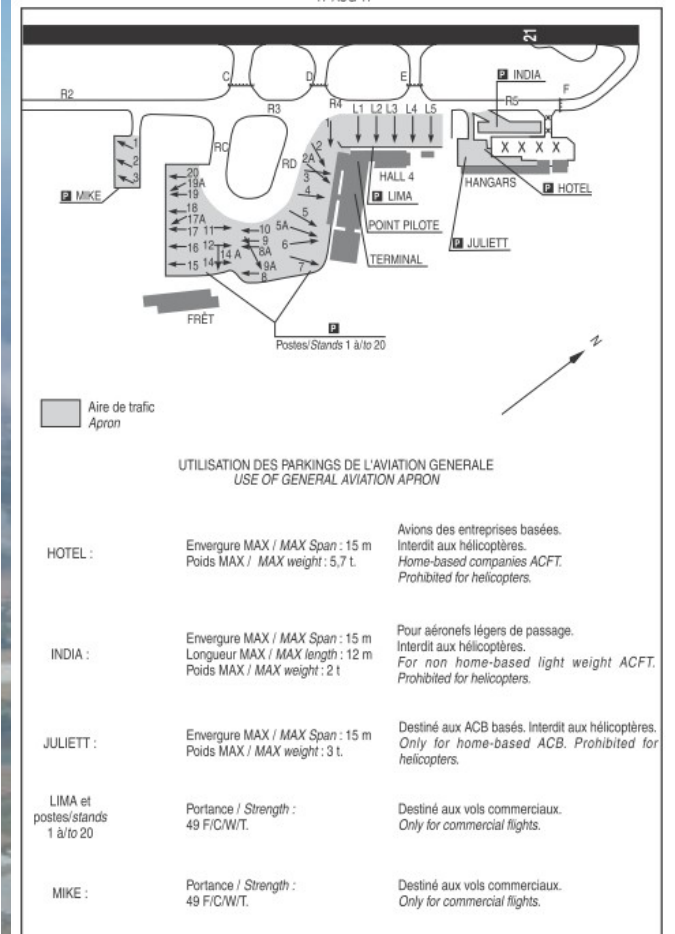 21
C
D
E
F
R2
R3
R4
R5
RC
RD
P INDIA
L1 L2 L3 L4 L5
1
2
3
P MIKE
1
2
2A
3
4
5
5A
6
7
20
19A
19
18
17A
17
16
15
11
12
14
14 A
10
9
8A
9A
8
HALL 4
P LIMA
POINT PILOTE
TERMINAL
X X X X
HANGARS
P HOTEL
P JULIETT
FRÊT
P
Postes/Stands 1 à/to 20
N
Aire de trafic
Apron
UTILISATION DES PARKINGS DE L'AVIATION GENERALE
USE OF GENERAL AVIATION APRON
HOTEL :
Envergure MAX / MAX Span : 15 m
Poids MAX / MAX weight : 5,7 t.
Avions des entreprises basées.
Interdit aux hélicoptères.
Home-based companies ACFT.
Prohibited for helicopters.
INDIA :
Envergure MAX / MAX Span : 15 m
Longueur MAX / MAX length : 12 m
Poids MAX / MAX weight : 2 t
Pour aéronefs légers de passage.
Interdit aux hélicoptères.
For non home-based light weight ACFT.
Prohibited for helicopters.
JULIETT :
Envergure MAX / MAX Span : 15 m
Poids MAX / MAX weight : 3 t.
Destiné aux ACB basés. Interdit aux hélicoptères.
Only for home-based ACB. Prohibited for
helicopters.
LIMA et
postes/stands
1 à/to 20
Portance / Strength :
49 F/C/W/T.
Destiné aux vols commerciaux.
Only for commercial flights.
MIKE :
Portance / Strength :
49 F/C/W/T.
Destiné aux vols commerciaux.
Only for commercial flights.